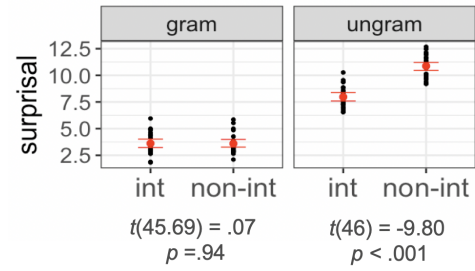 gram ungram
12.5
10.0
7.5
5.0
2.5
surprisal
int non-int int non-int
t(45.69) = .07 t(46) = -9.80
p =.94 p < .001